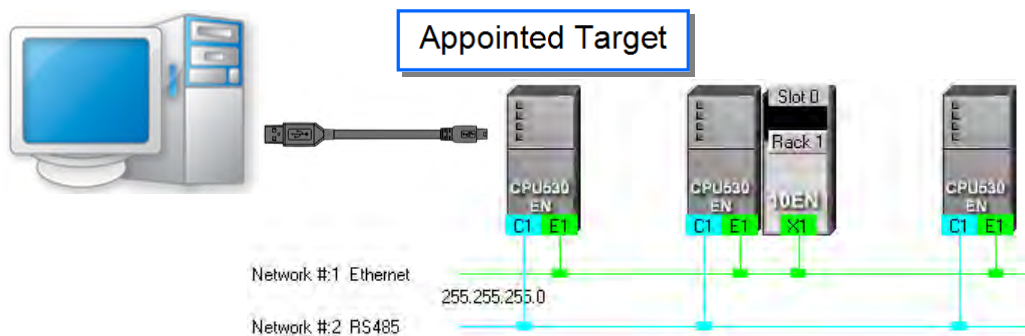 Appointed Target
Slot 0
Rack 1
CPU530
EN
C1 E1
CPU530
EN
C1 E1
10EN
X1
CPU530
EN
C1 E1
Network #:1 Ethernet
255.255.255.0
Network #:2 RS485